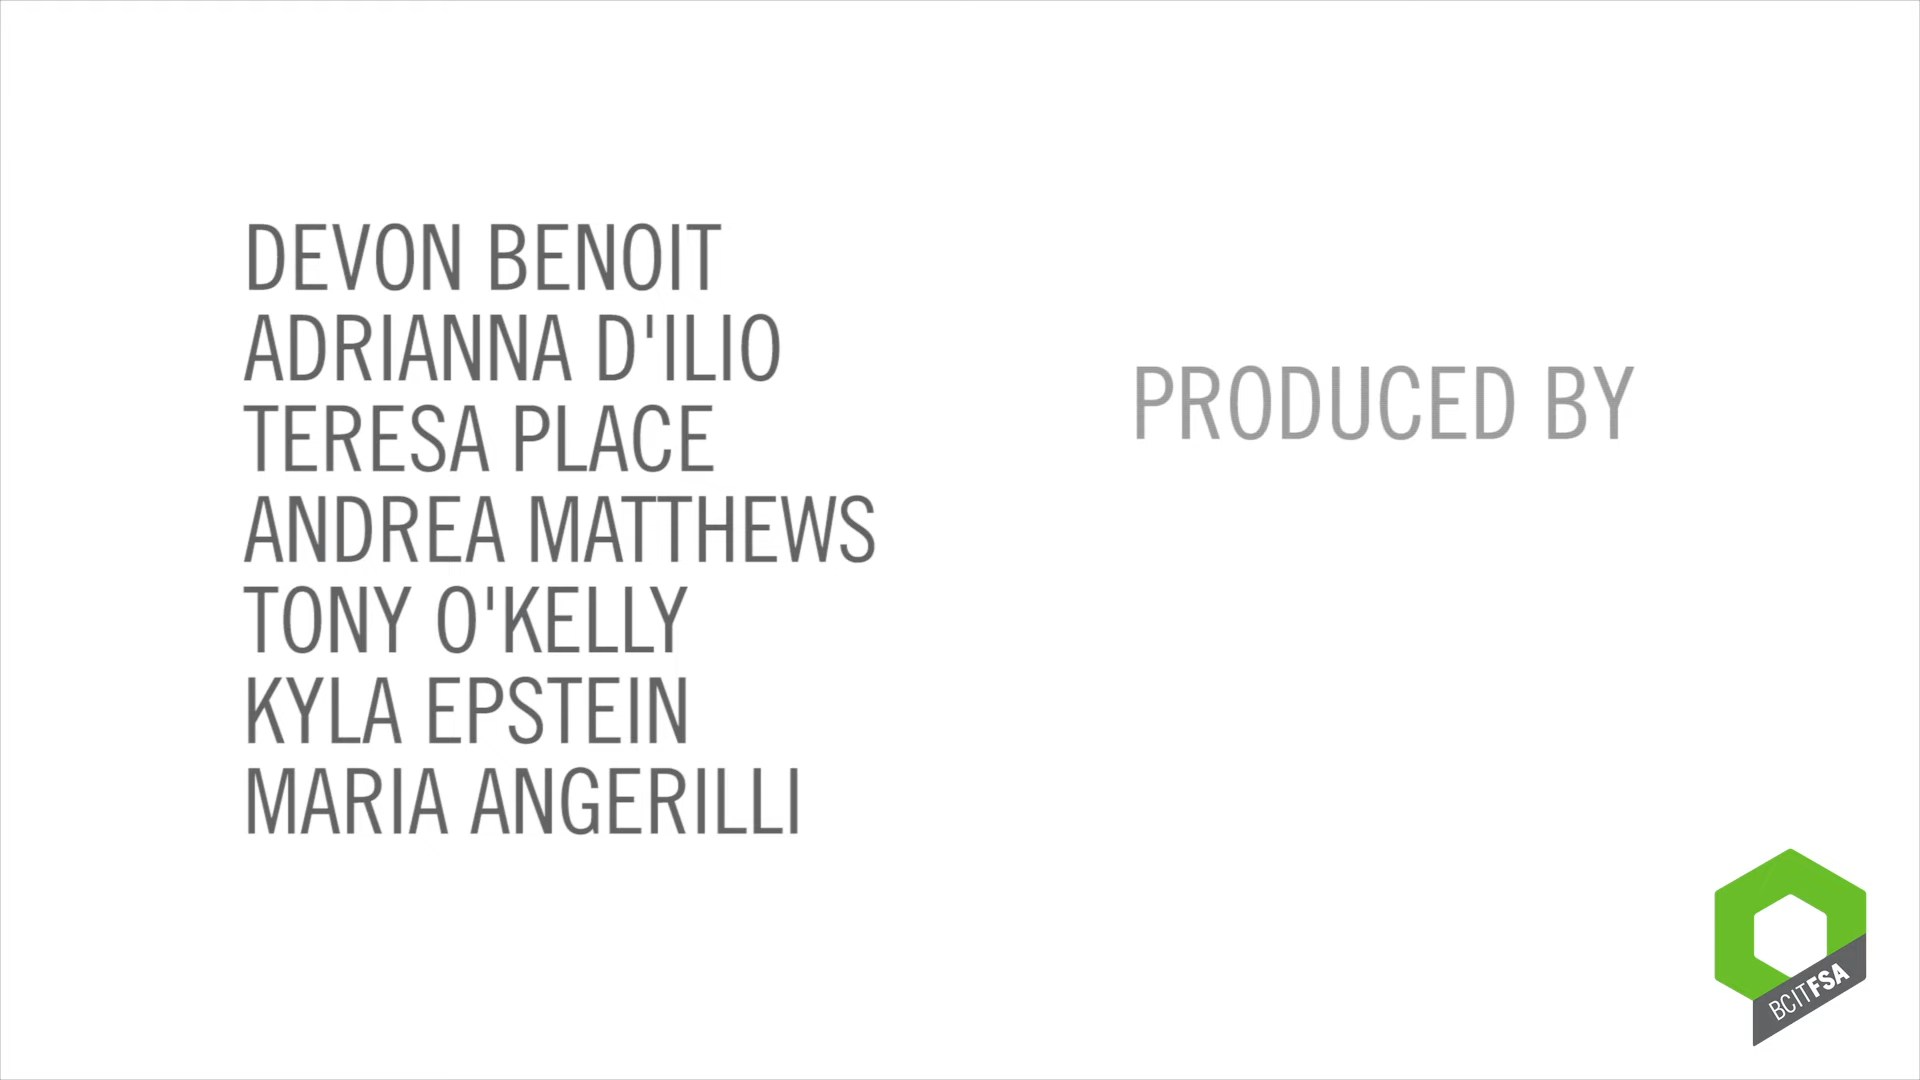 DEVON BENOIT
ADRIANNA D'ILIO
TERESA PLACE
ANDREA MATTHEWS
TONY O'KELLY
KYLA EPSTEIN
MARIA ANGERILLI
PRODUCED BY
BCITFSA